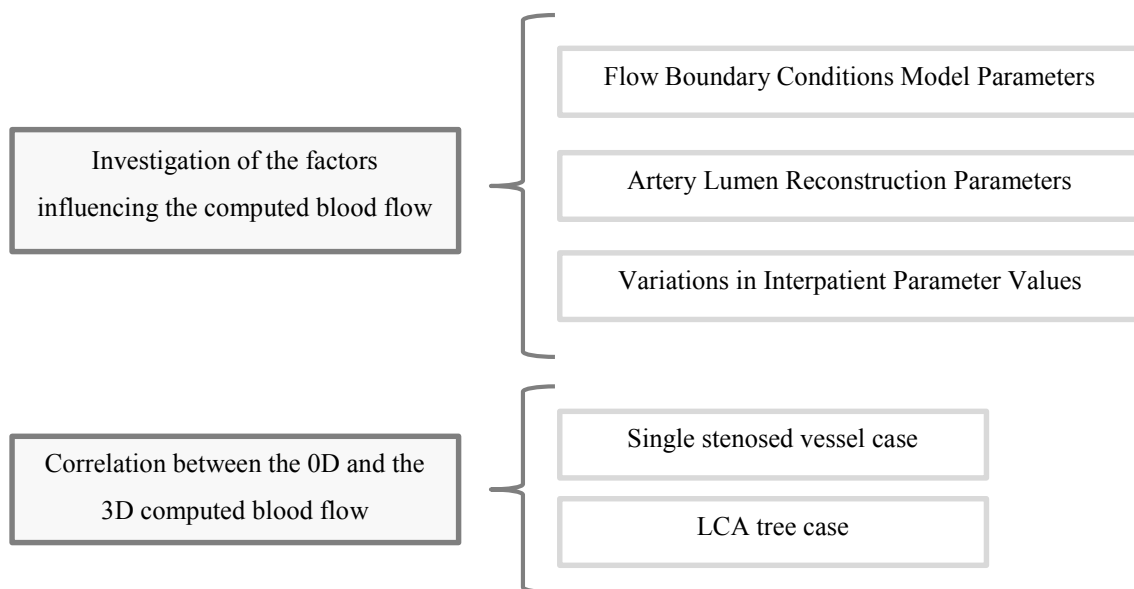 Investigation of the factors
influencing the computed blood flow
Flow Boundary Conditions Model Parameters
Artery Lumen Reconstruction Parameters
Variations in Interpatient Parameter Values
Correlation between the 0D and the
3D computed blood flow
Single stenosed vessel case
LCA tree case